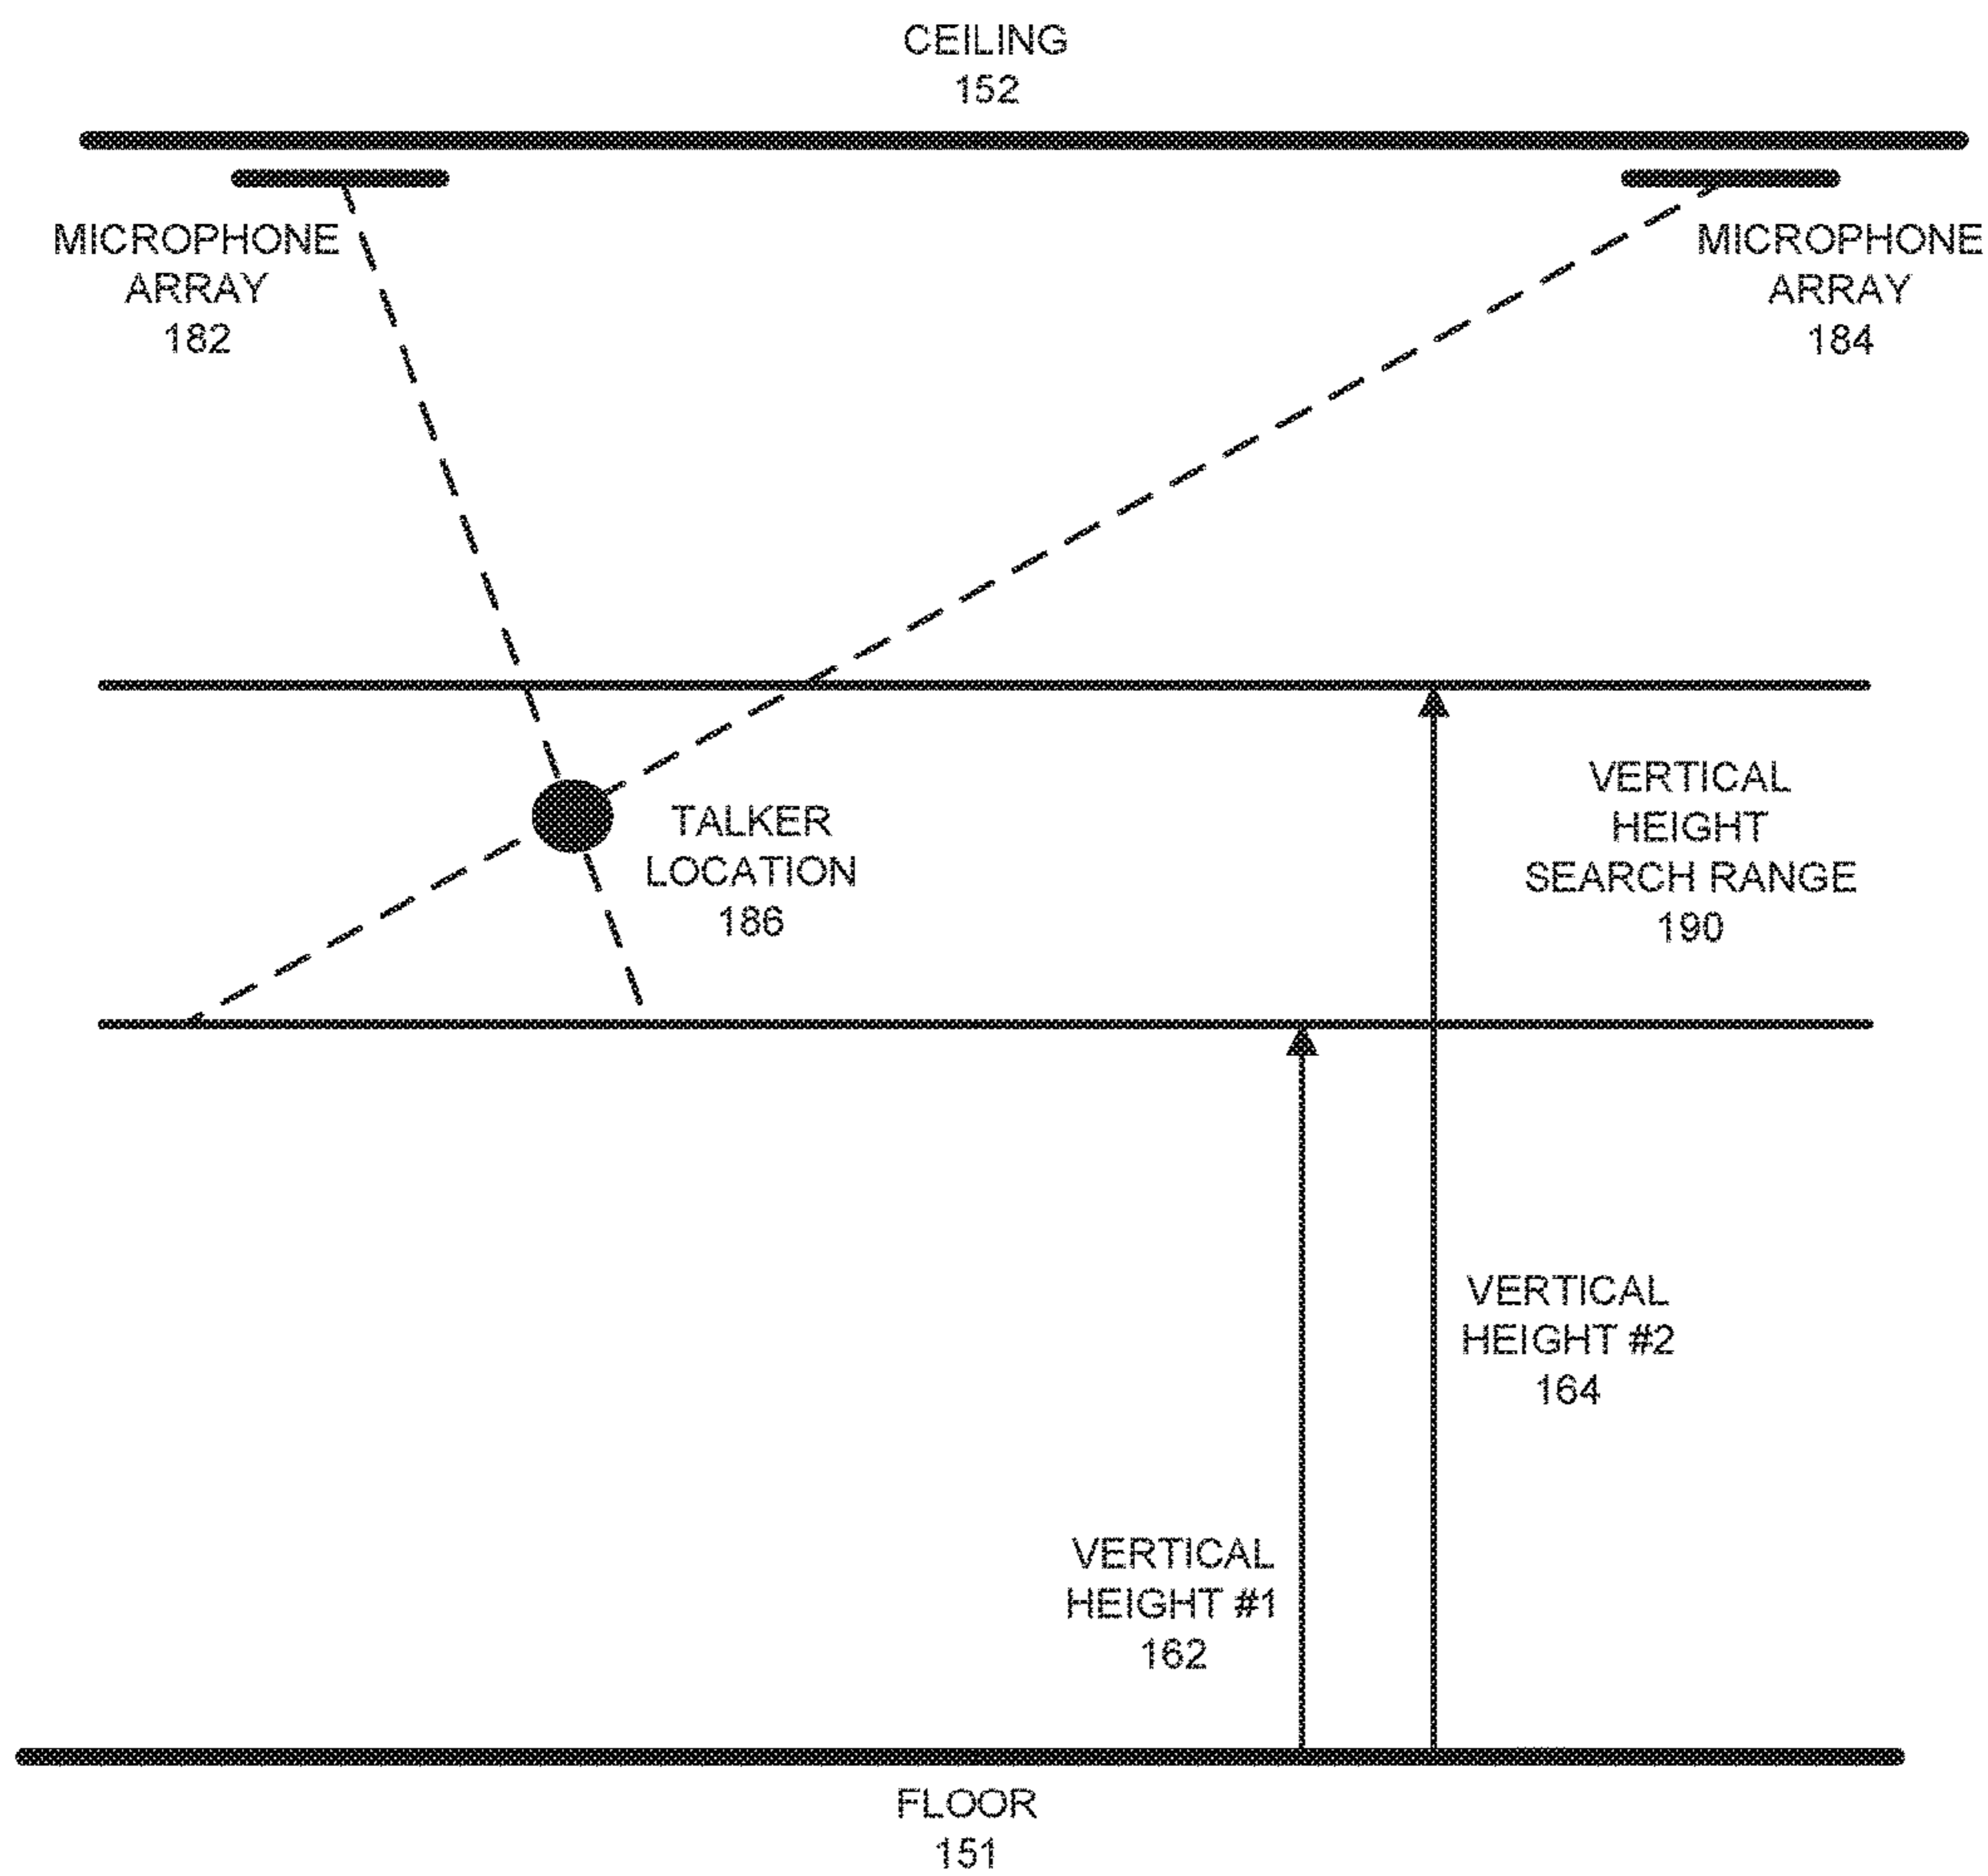 CEILING
152
MICROPHONE
ARRAY
182
MICROPHONE
ARRAY
184
TALKER
LOCATION
186
VERTICAL
HEIGHT
SEARCH RANGE
190
VERTICAL
HEIGHT #2
164
VERTICAL
HEIGHT #1
162
FLOOR
151